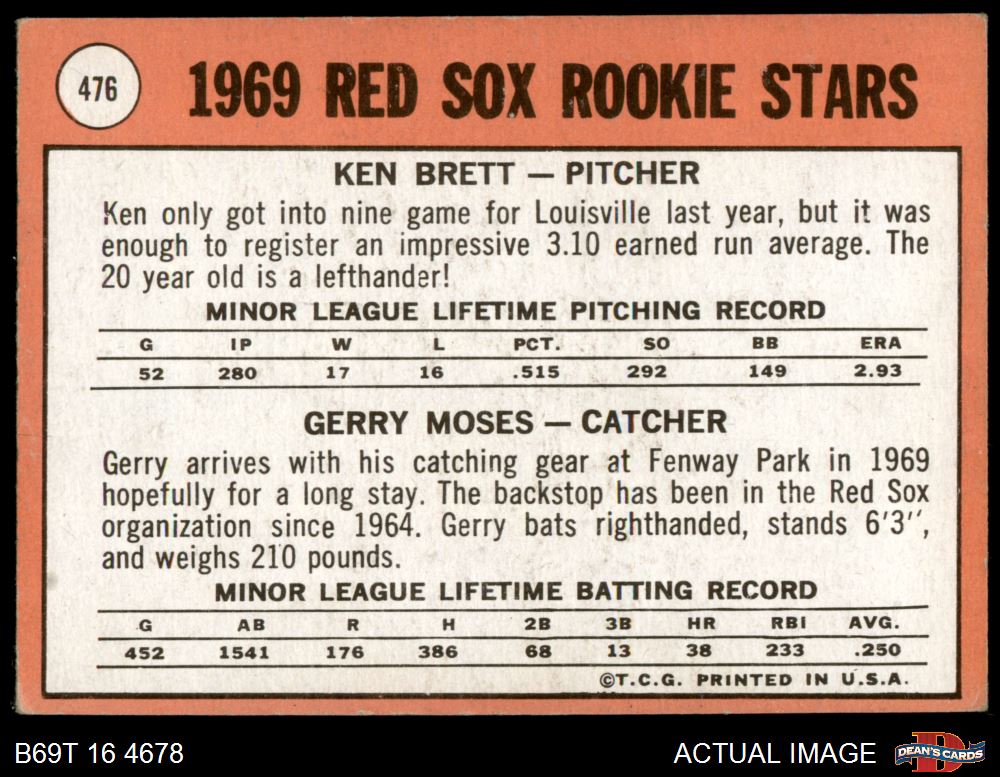 476
1969 RED SOX ROOKIE STARS
KEN BRETT — PITCHER
Ken only got into nine game for Louisville last year, but it was
enough to register an impressive 3.10 earned run average. The
20 year old is a lefthander!
MINOR LEAGUE LIFETIME PITCHING RECORD
G IP W L PCT. SO BB ERA
52 280 17 16 .515 292 149 2.93
GERRY MOSES — CATCHER
Gerry arrives with his catching gear at Fenway Park in 1969
hopefully for a long stay. The backstop has been in the Red Sox
organization since 1964. Gerry bats righthanded, stands 6'3'',
and weighs 210 pounds.
MINOR LEAGUE LIFETIME BATTING RECORD
G AB R H 2B 3B HR RBI AVG.
452 1541 176 386 68 13 38 233 .250
©T.C.G. PRINTED IN U.S.A.
B69T 16 4678
ACTUAL IMAGE
D
DEAN'S CARDS